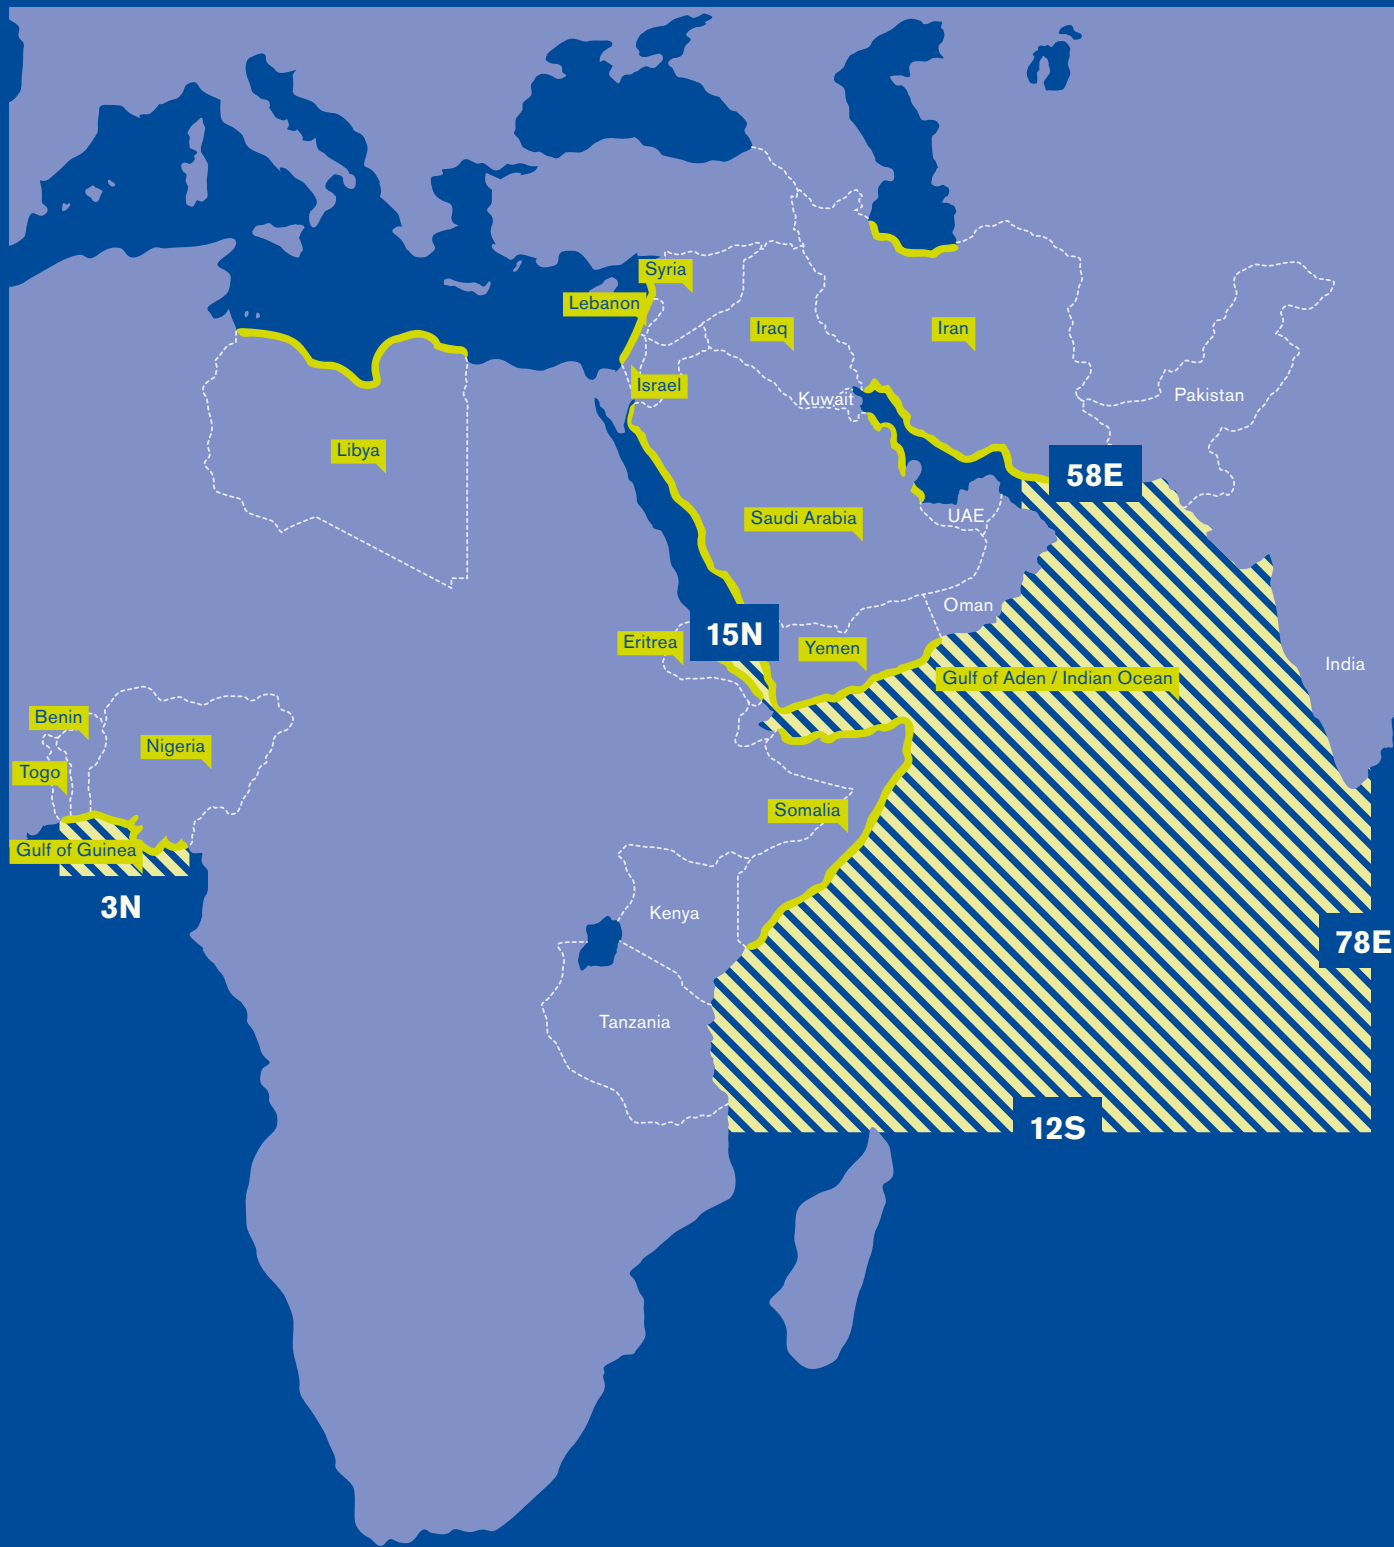 Syria
Lebanon
Iraq
Iran
Israel
Kuwait
Pakistan
Libya
58E
UAE
Saudi Arabia
Oman
15N
Eritrea
Yemen
India
Gulf of Aden / Indian Ocean
Benin
Nigeria
Togo
Somalia
Gulf of Guinea
3N
Kenya
78E
Tanzania
12S